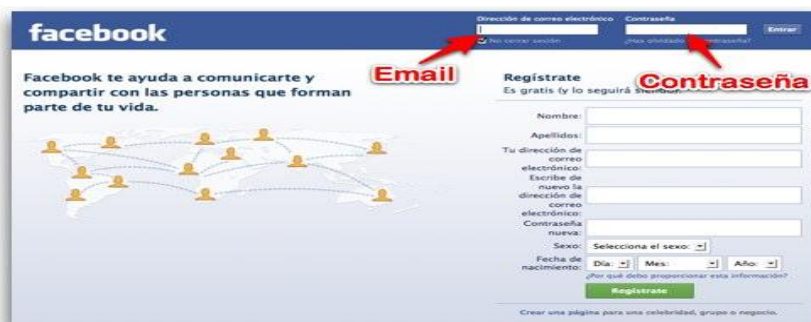 Dirección de correo electrónico
Contraseña
facebook
Entrar
No cerrar sesión
¿Has olvidado
contraseña?
Email
Contraseña
Facebook te ayuda a comunicarte y
compartir con las personas que forman
parte de tu vida.
Regístrate
Es gratis (y lo seguirá
Nombre:
Apellidos:
Tu dirección de
correo
electrónico:
Escribe de
nuevo la
dirección de
correo
electrónico:
Contraseña
nueva:
Sexo: Selecciona el sexo:
Fecha de
nacimiento: Día: Mes: Año:
¿Por qué debo proporcionar esta información?
Regístrate
Crear una página para una celebridad, grupo o negocio.